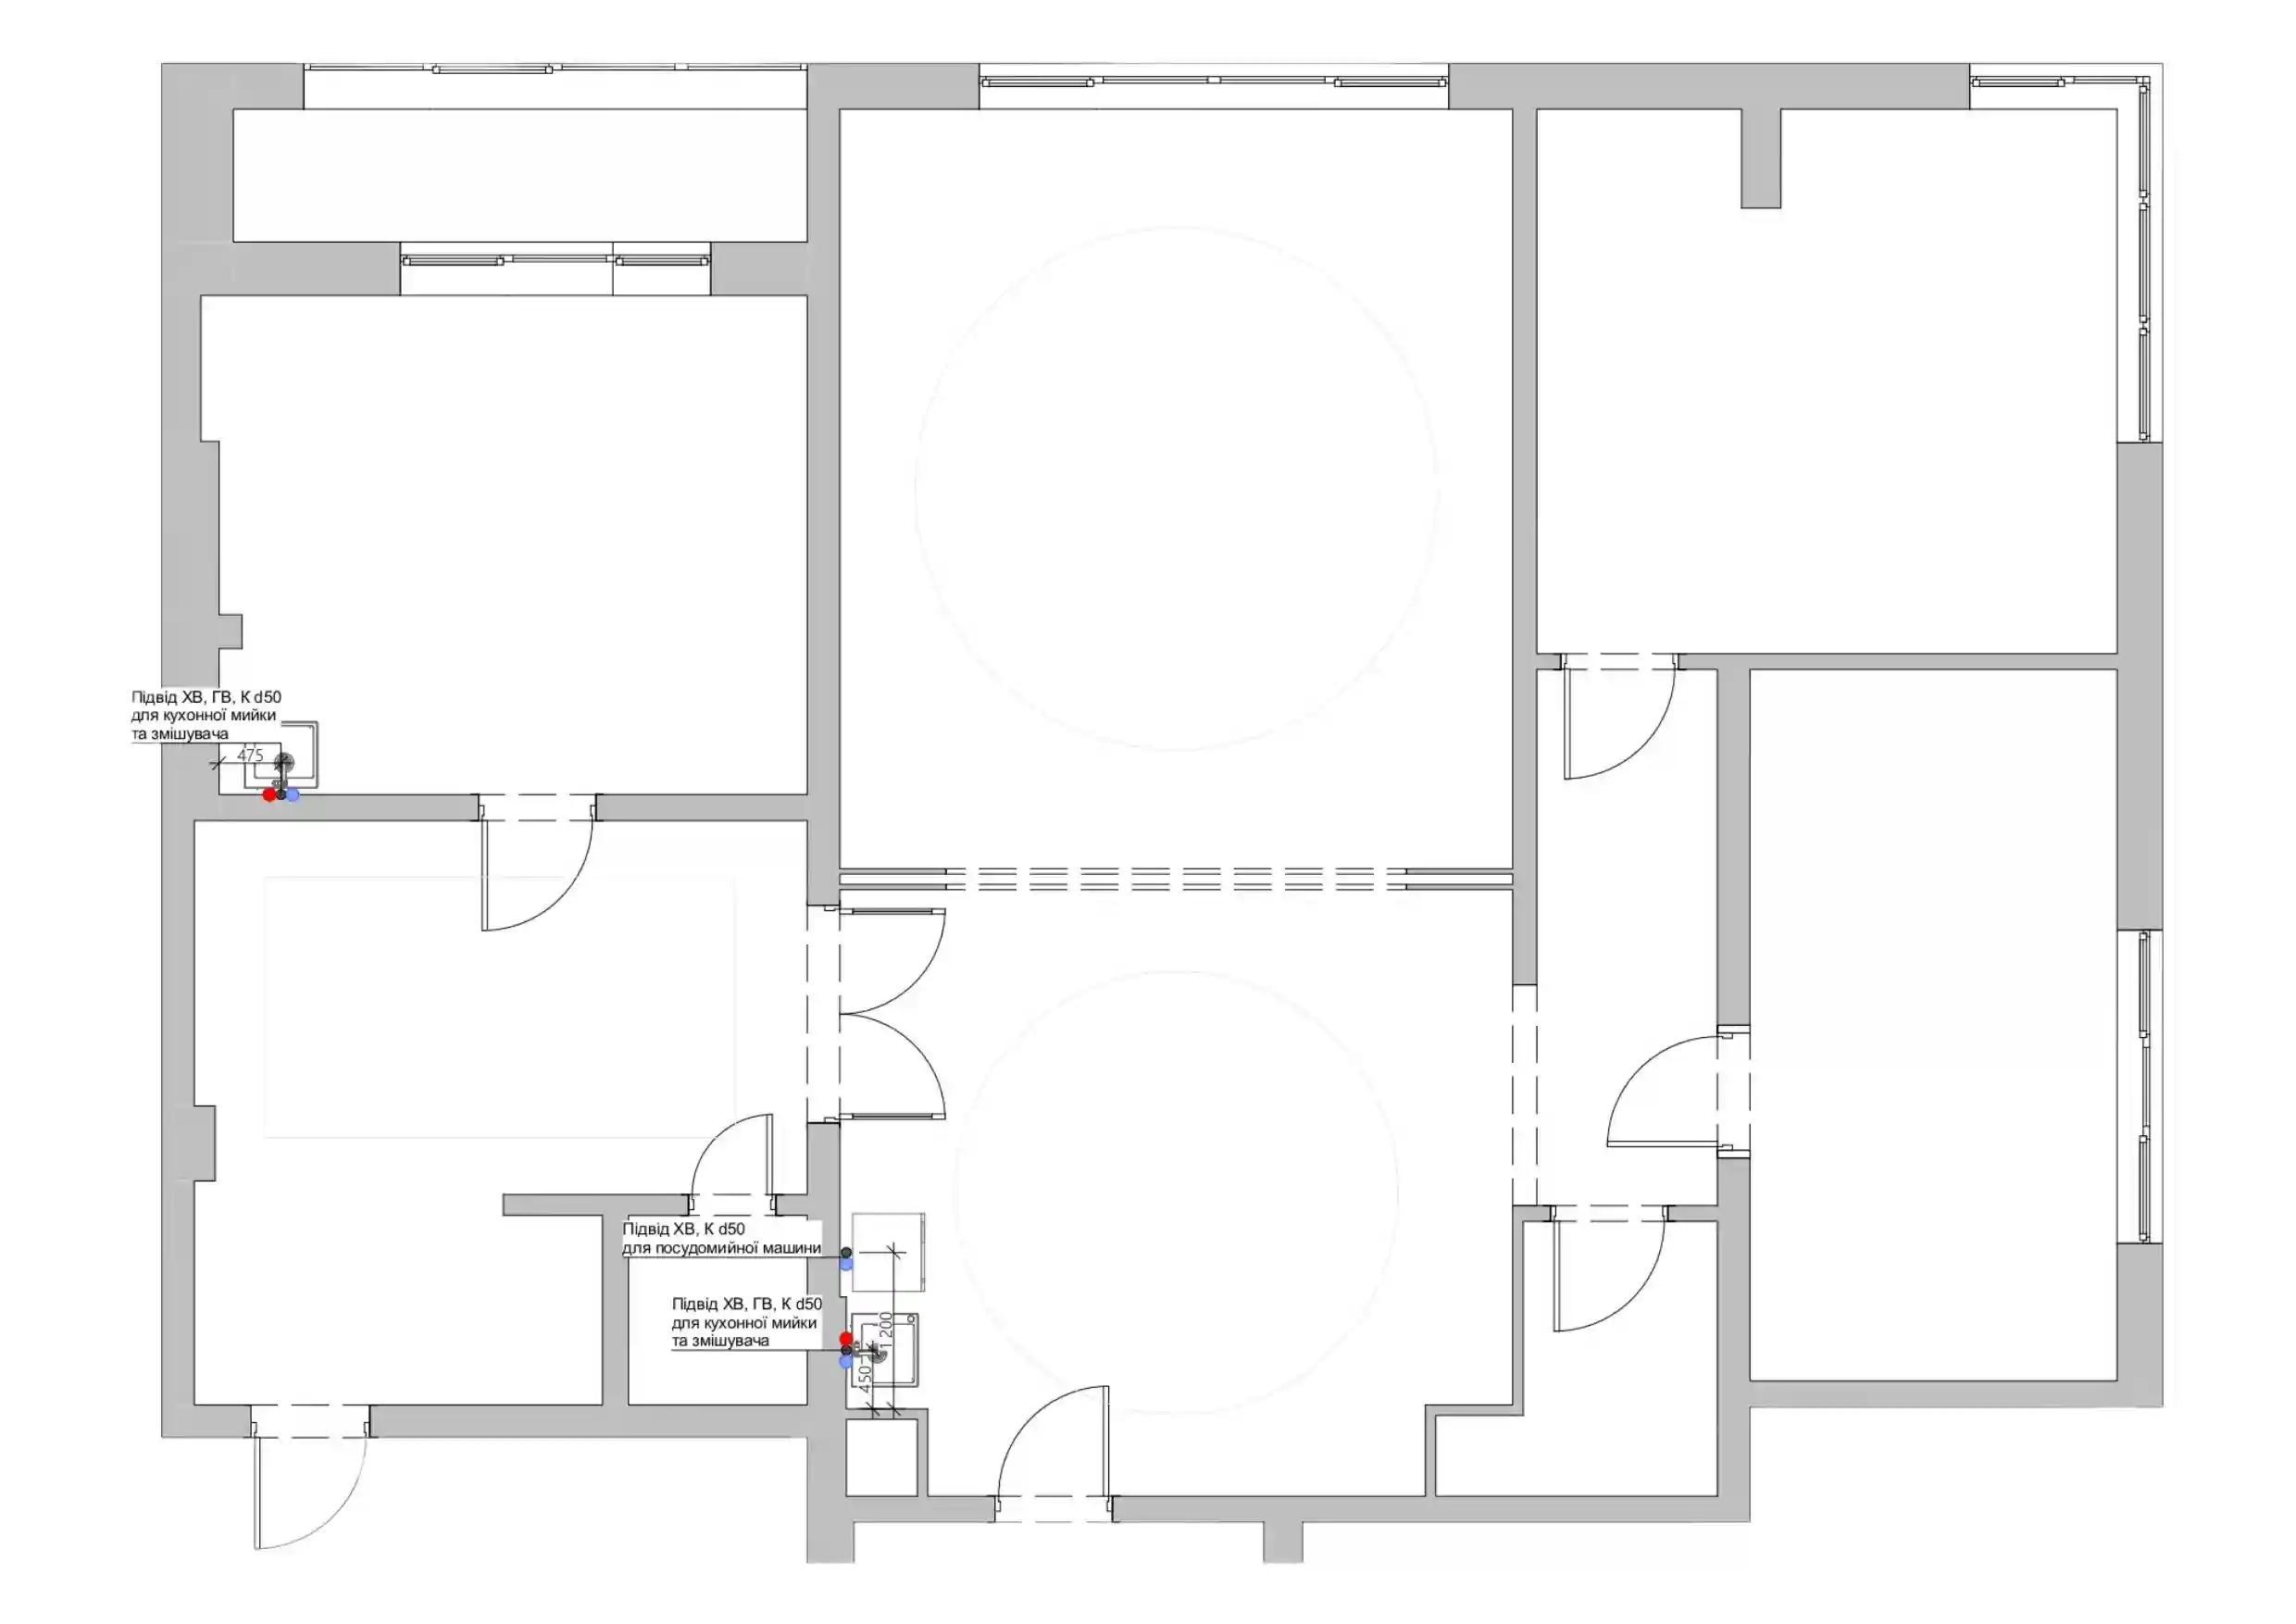 Підвід ХВ, ГВ, К d50
для кухонної мийки
та змішувача
475
Підвід ХВ, К d50
для посудомийної машини
Підвід ХВ, ГВ, К d50
для кухонної мийки
та змішувача
1200
450